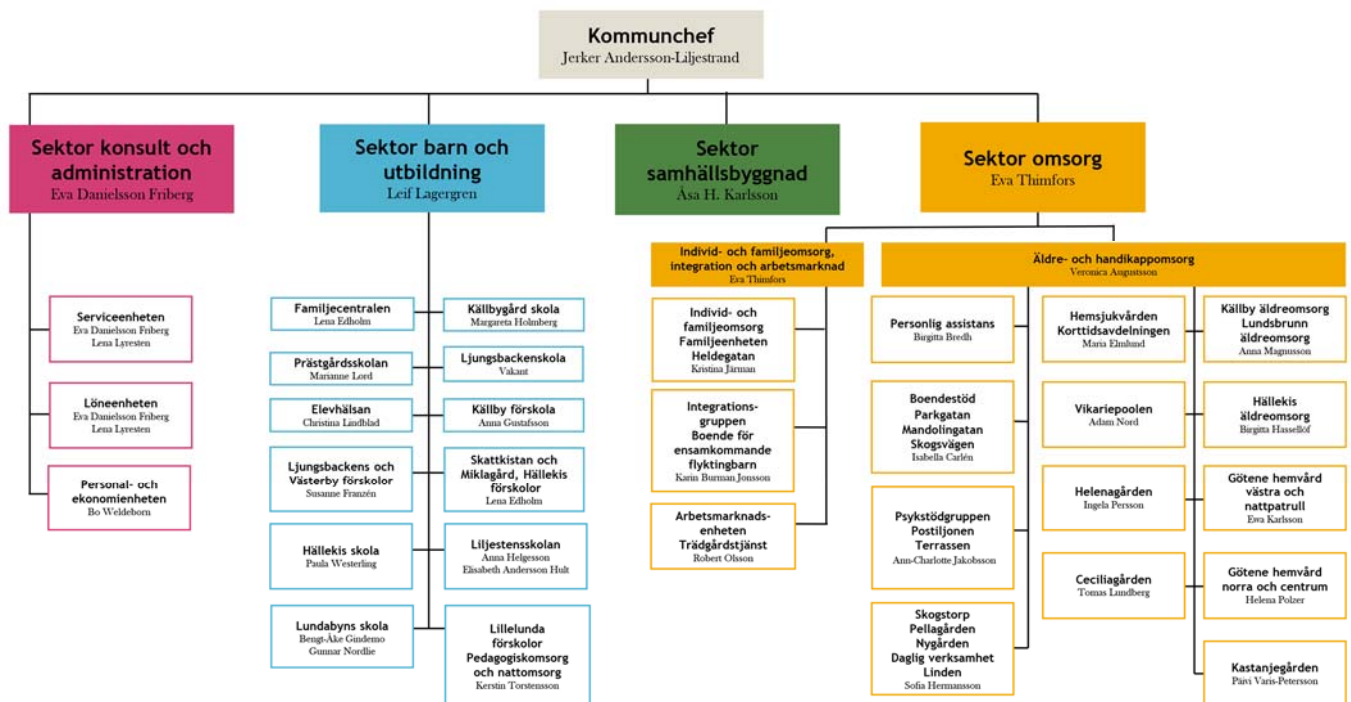 Kommunchef
Jerker Andersson-Liljestrand
Sektor konsult och
administration
Eva Danielsson Friberg
Sektor barn och
utbildning
Leif Lagergren
Sektor
samhällsbyggnad
Åsa H. Karlsson
Sektor omsorg
Eva Thimfors
Individ- och familjeomsorg,
integration och arbetsmarknad
Eva Thimfors
Äldre- och handikappomsorg
Veronica Augustsson
Serviceenheten
Eva Danielsson Friberg
Lena Lyresten
Löneenheten
Eva Danielsson Friberg
Lena Lyresten
Personal- och
ekonomienheten
Bo Weldeborn
Familjecentralen
Lena Edholm
Prästgårdsskolan
Marianne Lord
Elevhälsan
Christina Lindblad
Ljungsbackens och
Västerby förskolor
Susanne Franzén
Hällekis skola
Paula Westerling
Lundabyns skola
Bengt-Åke Gindemo
Gunnar Nordlie
Källbygård skola
Margareta Holmberg
Ljungsbackenskola
Vakant
Källby förskola
Anna Gustafsson
Skattkistan och
Miklagård, Hällekis
förskolor
Lena Edholm
Liljestensskolan
Anna Helgesson
Elisabeth Andersson Hult
Lillelunda
förskolor
Pedagogiskomsorg
och nattomsorg
Kerstin Torstensson
Individ- och
familjeomsorg
Familjeenheten
Heldegatan
Kristina Järman
Integrations-
gruppen
Boende för
ensamkommande
flyktingbarn
Karin Burman Jonsson
Arbetsmarknads-
enheten
Trädgårdstjänst
Robert Olsson
Personlig assistans
Birgitta Bredh
Boendestöd
Parkgatan
Mandolingatan
Skogsvägen
Isabella Carlén
Psykstödgruppen
Postiljonen
Terrassen
Ann-Charlotte Jakobsson
Skogstorp
Pellagården
Nygården
Daglig verksamhet
Linden
Sofia Hermansson
Hemsjukvården
Korttidsavdelningen
Maria Elmlund
Vikariepoolen
Adam Nord
Helenagården
Ingela Persson
Ceciliagården
Tomas Lundberg
Källby äldreomsorg
Lundsbrunn
äldreomsorg
Anna Magnusson
Hällekis
äldreomsorg
Birgitta Hassellöf
Götene hemvård
västra och
nattpatrull
Ewa Karlsson
Götene hemvård
norra och centrum
Helena Polzer
Kastanjegården
Päivi Varis-Petersson